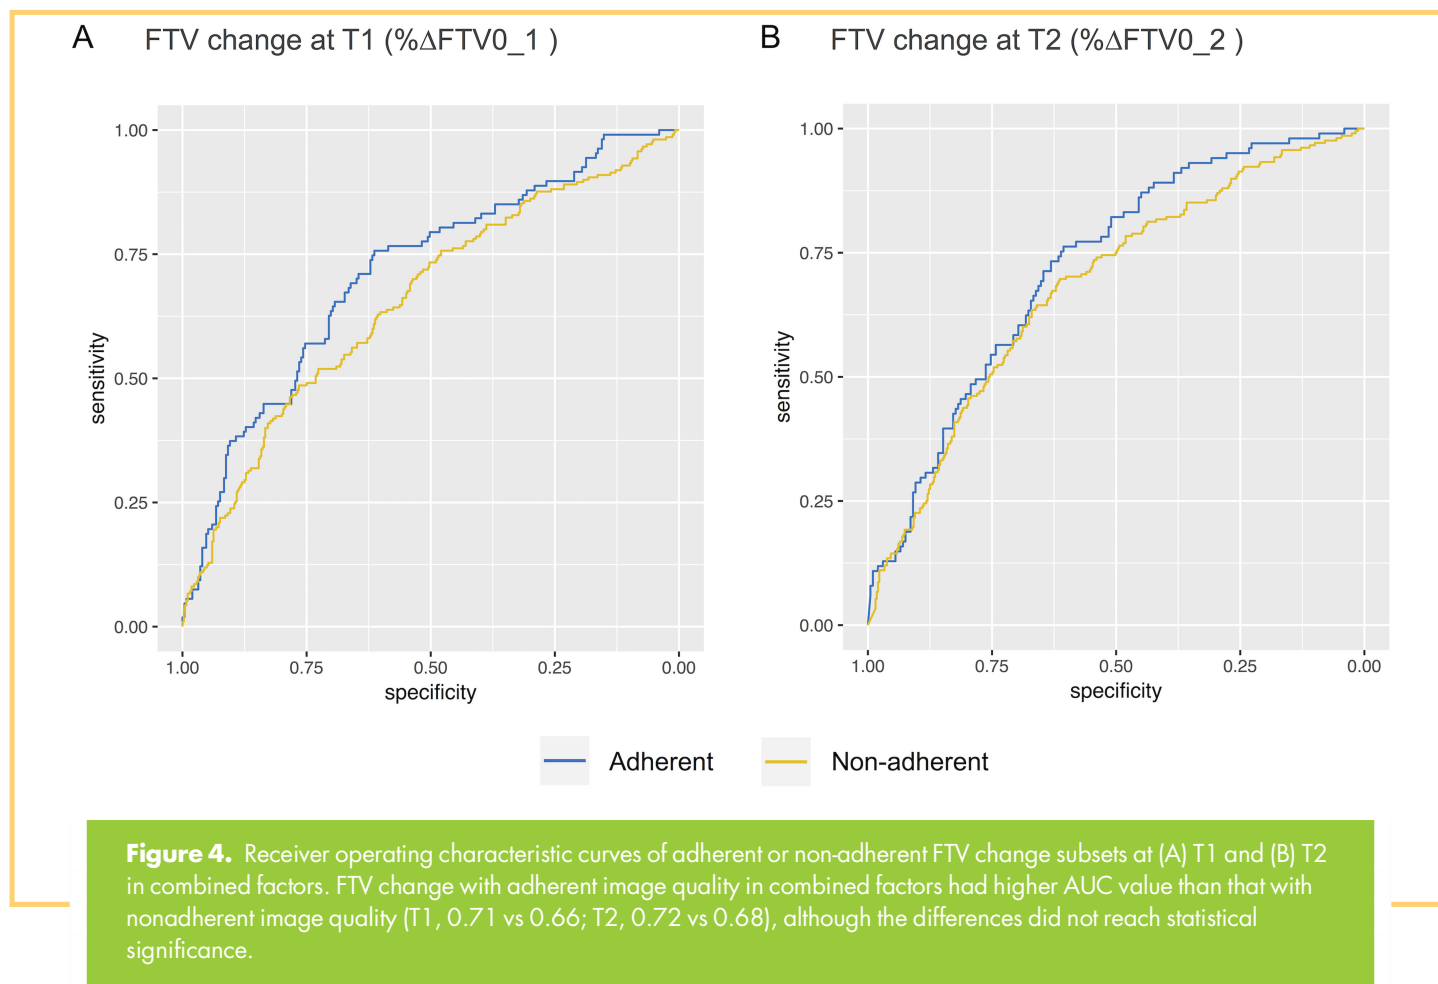 A
FTV change at T1 (%ΔFTV0_1 )
1.00
0.75
0.50
0.25
0.00
sensitivity
1.00
0.75
0.50
0.25
0.00
specificity
B
FTV change at T2 (%ΔFTV0_2 )
1.00
0.75
0.50
0.25
0.00
sensitivity
1.00
0.75
0.50
0.25
0.00
specificity
Adherent
Non-adherent
Figure 4. Receiver operating characteristic curves of adherent or non-adherent FTV change subsets at (A) T1 and (B) T2
in combined factors. FTV change with adherent image quality in combined factors had higher AUC value than that with
nonadherent image quality (T1, 0.71 vs 0.66; T2, 0.72 vs 0.68), although the differences did not reach statistical
significance.